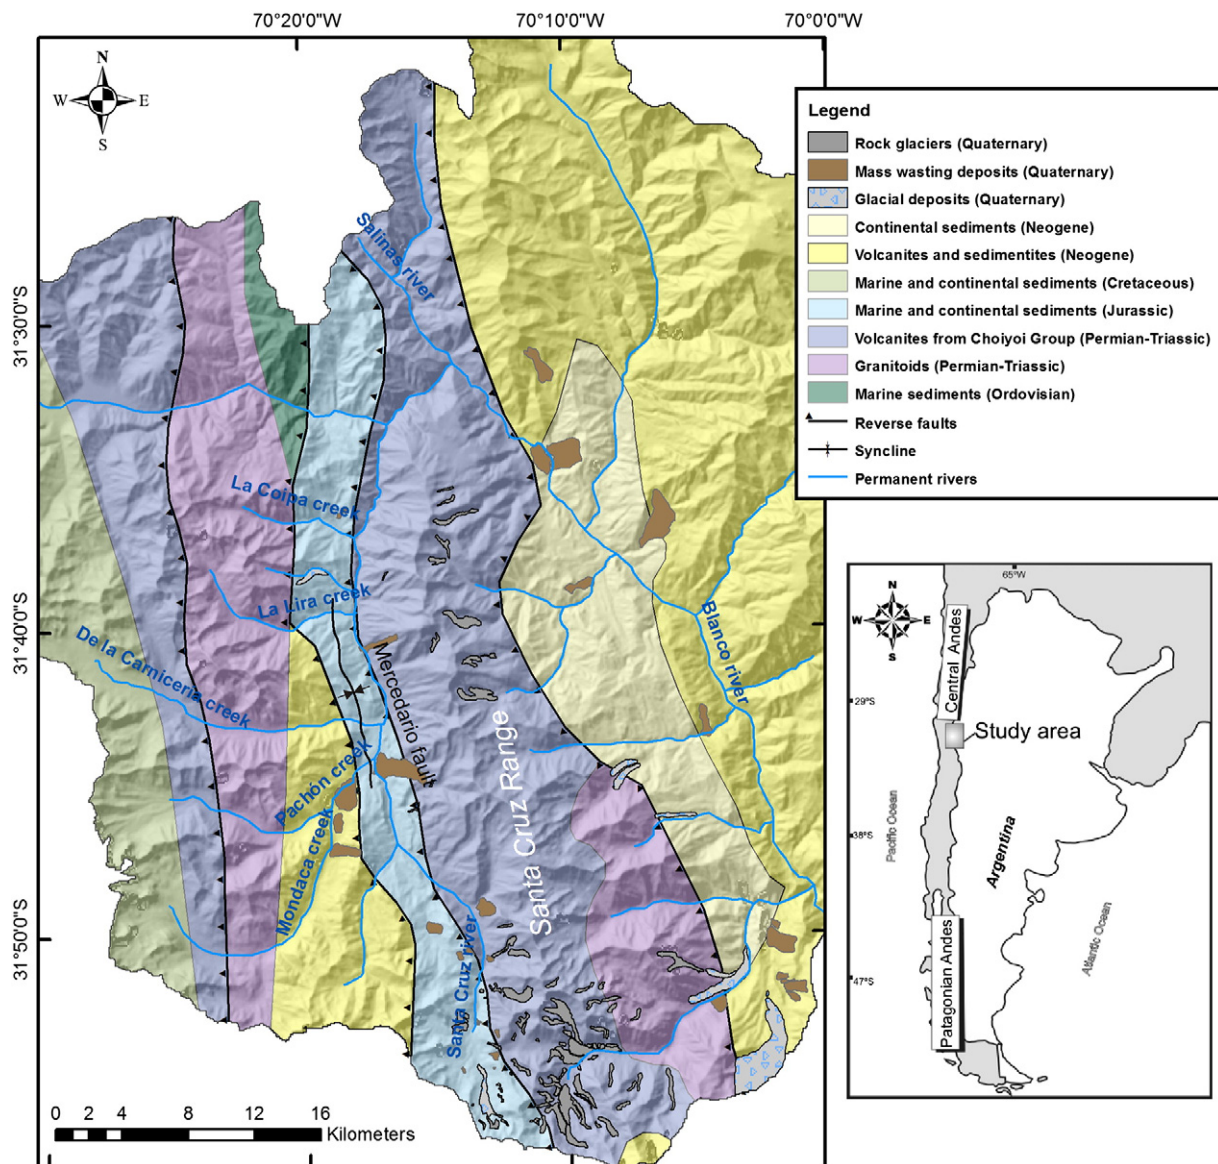 70°20'0"W
70°10'0"W
70°0'0"W
N
W
E
S
Legend
Rock glaciers (Quaternary)
Mass wasting deposits (Quaternary)
Glacial deposits (Quaternary)
Continental sediments (Neogene)
Volcanites and sedimentites (Neogene)
Marine and continental sediments (Cretaceous)
Marine and continental sediments (Jurassic)
Volcanites from Choiyoi Group (Permian-Triassic)
Granitoids (Permian-Triassic)
Marine sediments (Ordovisian)
Reverse faults
Syncline
Permanent rivers
31°30'0"S
31°40'0"S
31°50'0"S
Salinas river
La Coipa creek
La Lira creek
De la Carniceria creek
Mercedario fault
Pachón creek
Mondaca creek
Santa Cruz Range
Santa Cruz river
Blanco river
0 2 4 8 12 16
Kilometers
65°W
N
W
E
S
Central Andes
29°S
Study area
38°S
Pacific Ocean
Argentina
Atlantic Ocean
47°S
Patagonian Andes